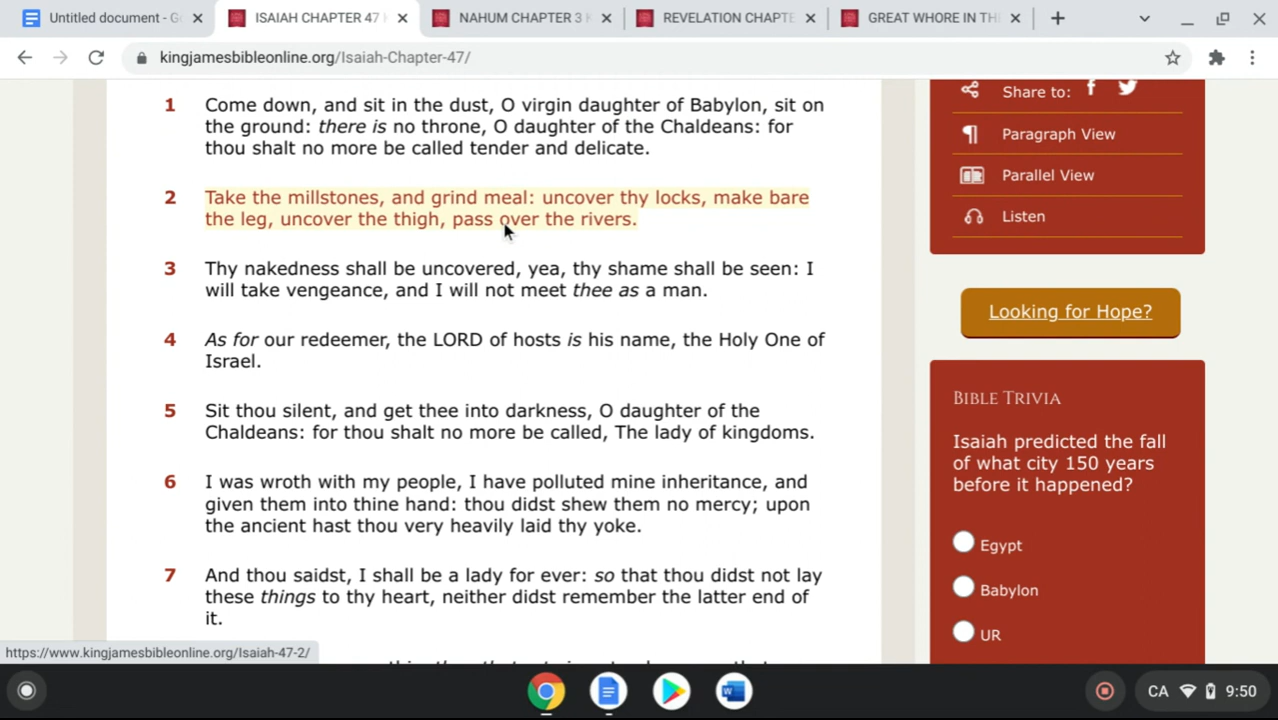 Untitled document - G
ISAIAH CHAPTER 47
NAHUM CHAPTER 3
REVELATION CHAPTE
GREAT WHORE IN TH
kingjamesbibleonline.org/Isaiah-Chapter-47/
1 Come down, and sit in the dust, O virgin daughter of Babylon, sit on
the ground: there is no throne, O daughter of the Chaldeans: for
thou shalt no more be called tender and delicate.
2 Take the millstones, and grind meal: uncover thy locks, make bare
the leg, uncover the thigh, pass over the rivers.
3 Thy nakedness shall be uncovered, yea, thy shame shall be seen: I
will take vengeance, and I will not meet thee as a man.
4 As for our redeemer, the LORD of hosts is his name, the Holy One of
Israel.
5 Sit thou silent, and get thee into darkness, O daughter of the
Chaldeans: for thou shalt no more be called, The lady of kingdoms.
6 I was wroth with my people, I have polluted mine inheritance, and
given them into thine hand: thou didst shew them no mercy; upon
the ancient hast thou very heavily laid thy yoke.
7 And thou saidst, I shall be a lady for ever: so that thou didst not lay
these things to thy heart, neither didst remember the latter end of
it.
Share to:
Paragraph View
Parallel View
Listen
Looking for Hope?
BIBLE TRIVIA
Isaiah predicted the fall
of what city 150 years
before it happened?
Egypt
Babylon
UR
https://www.kingjamesbibleonline.org/Isaiah-47-2/
CA 9:50